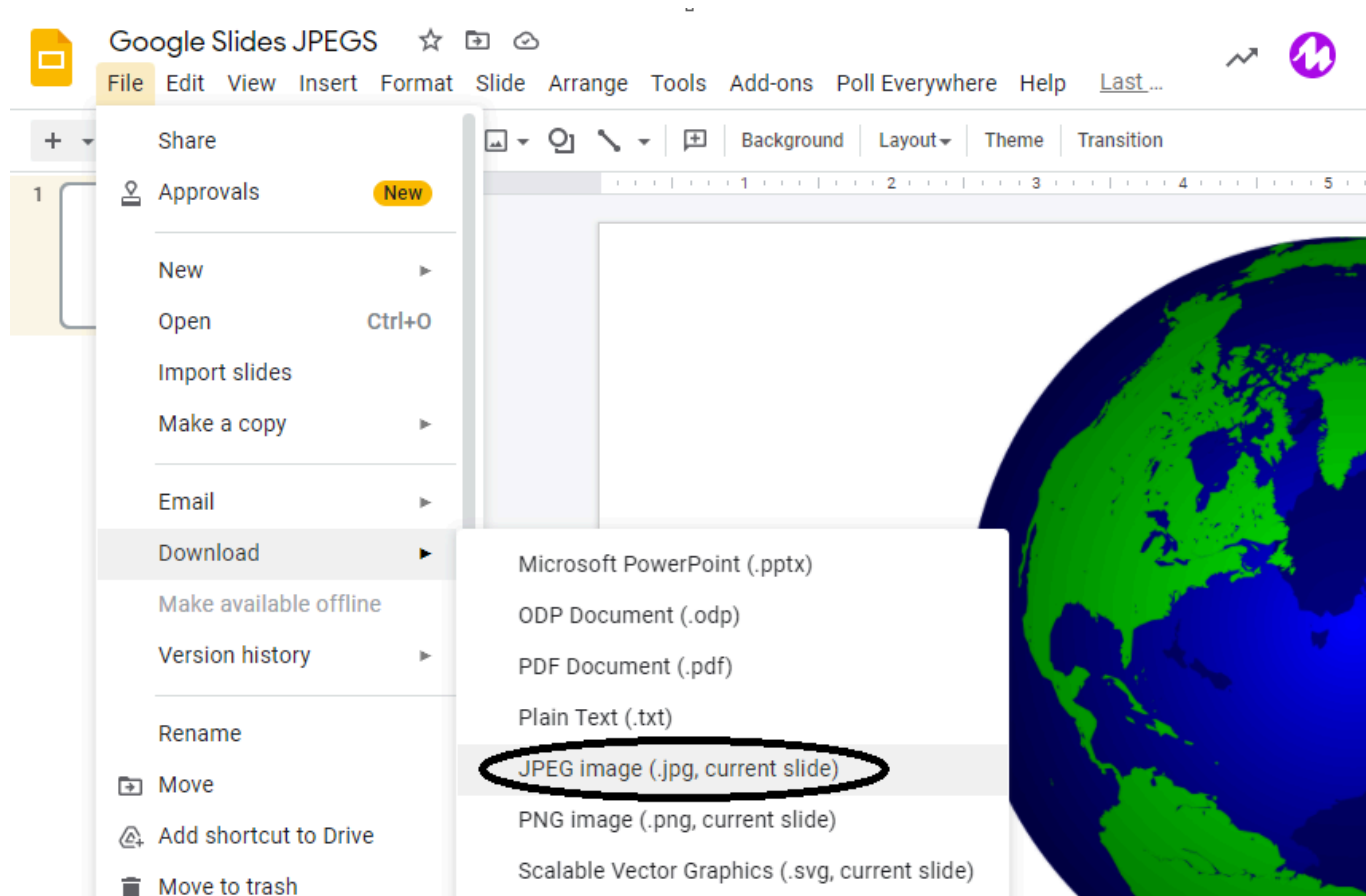 Google Slides JPEGS
File Edit View Insert Format Slide Arrange Tools Add-ons Poll Everywhere Help Last ...
Background Layout Theme Transition
1 2 3 4 5
1
Share
Approvals New
New
Open Ctrl+O
Import slides
Make a copy
Email
Download
Make available offline
Version history
Rename
Move
Add shortcut to Drive
Move to trash
Microsoft PowerPoint (.pptx)
ODP Document (.odp)
PDF Document (.pdf)
Plain Text (.txt)
JPEG image (.jpg, current slide)
PNG image (.png, current slide)
Scalable Vector Graphics (.svg, current slide)